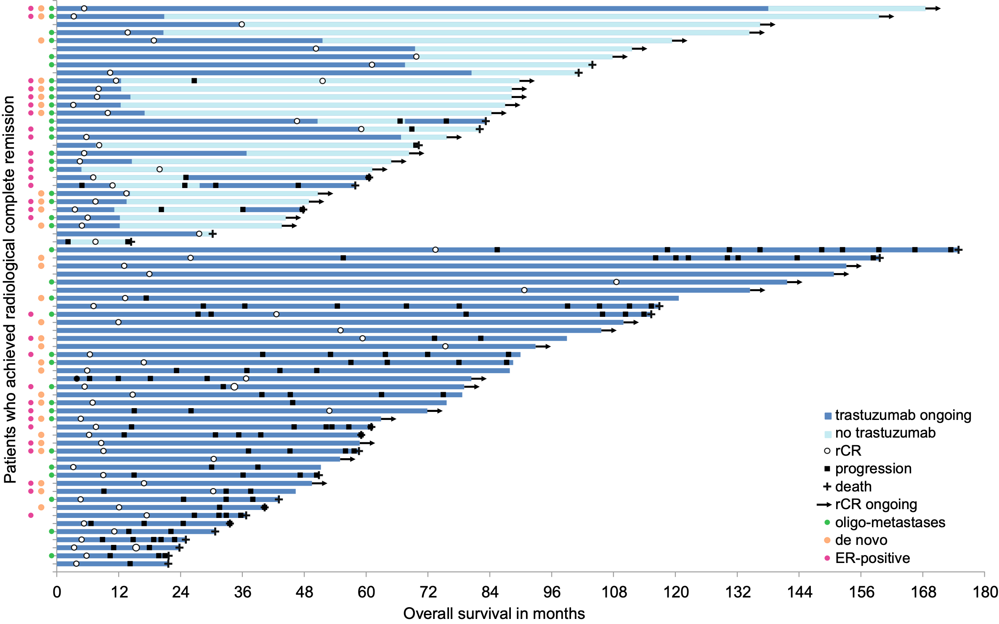 Patients who achieved radiological complete remission
trastuzumab ongoing
no trastuzumab
rCR
progression
death
rCR ongoing
oligo-metastases
de novo
ER-positive
0 12 24 36 48 60 72 84 96 108 120 132 144 156 168 180
Overall survival in months